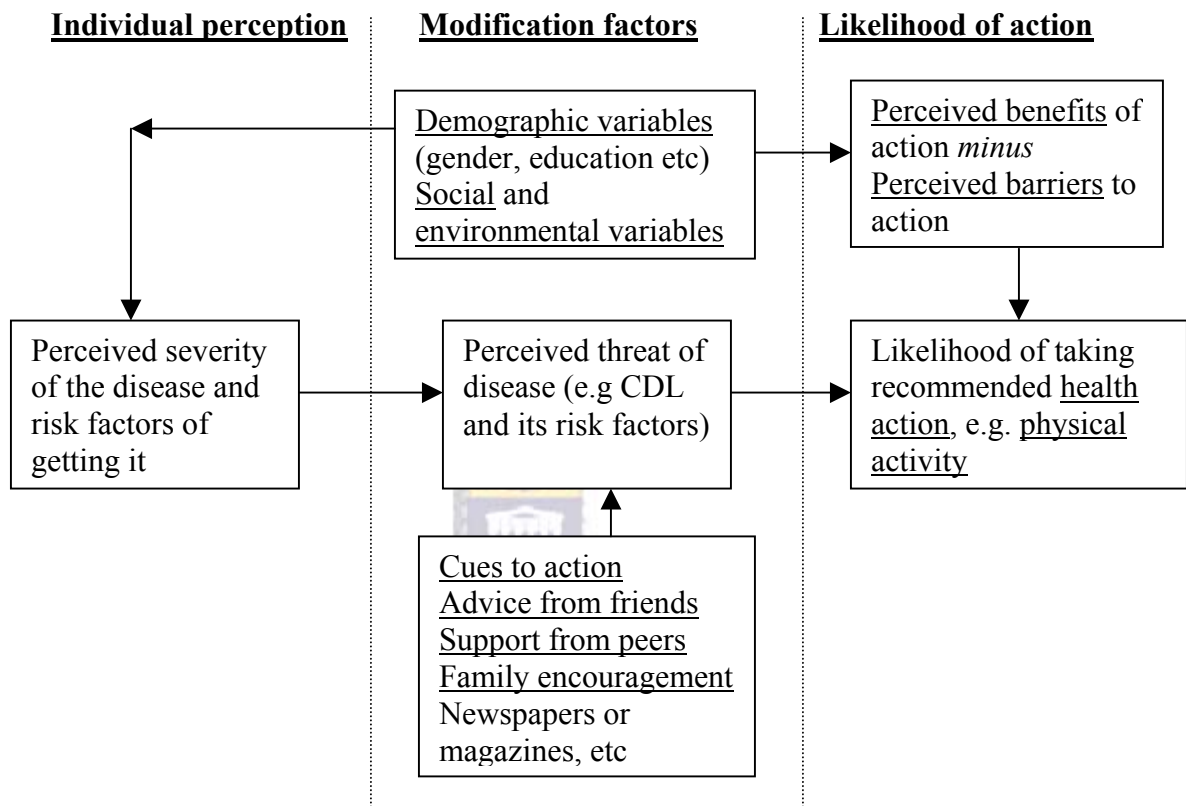 Individual perception
Modification factors
Likelihood of action
Demographic variables
(gender, education etc)
Social and
environmental variables
Perceived benefits of
action minus
Perceived barriers to
action
Perceived severity
of the disease and
risk factors of
getting it
Perceived threat of
disease (e.g CDL
and its risk factors)
Likelihood of taking
recommended health
action, e.g. physical
activity
Cues to action
Advice from friends
Support from peers
Family encouragement
Newspapers or
magazines, etc